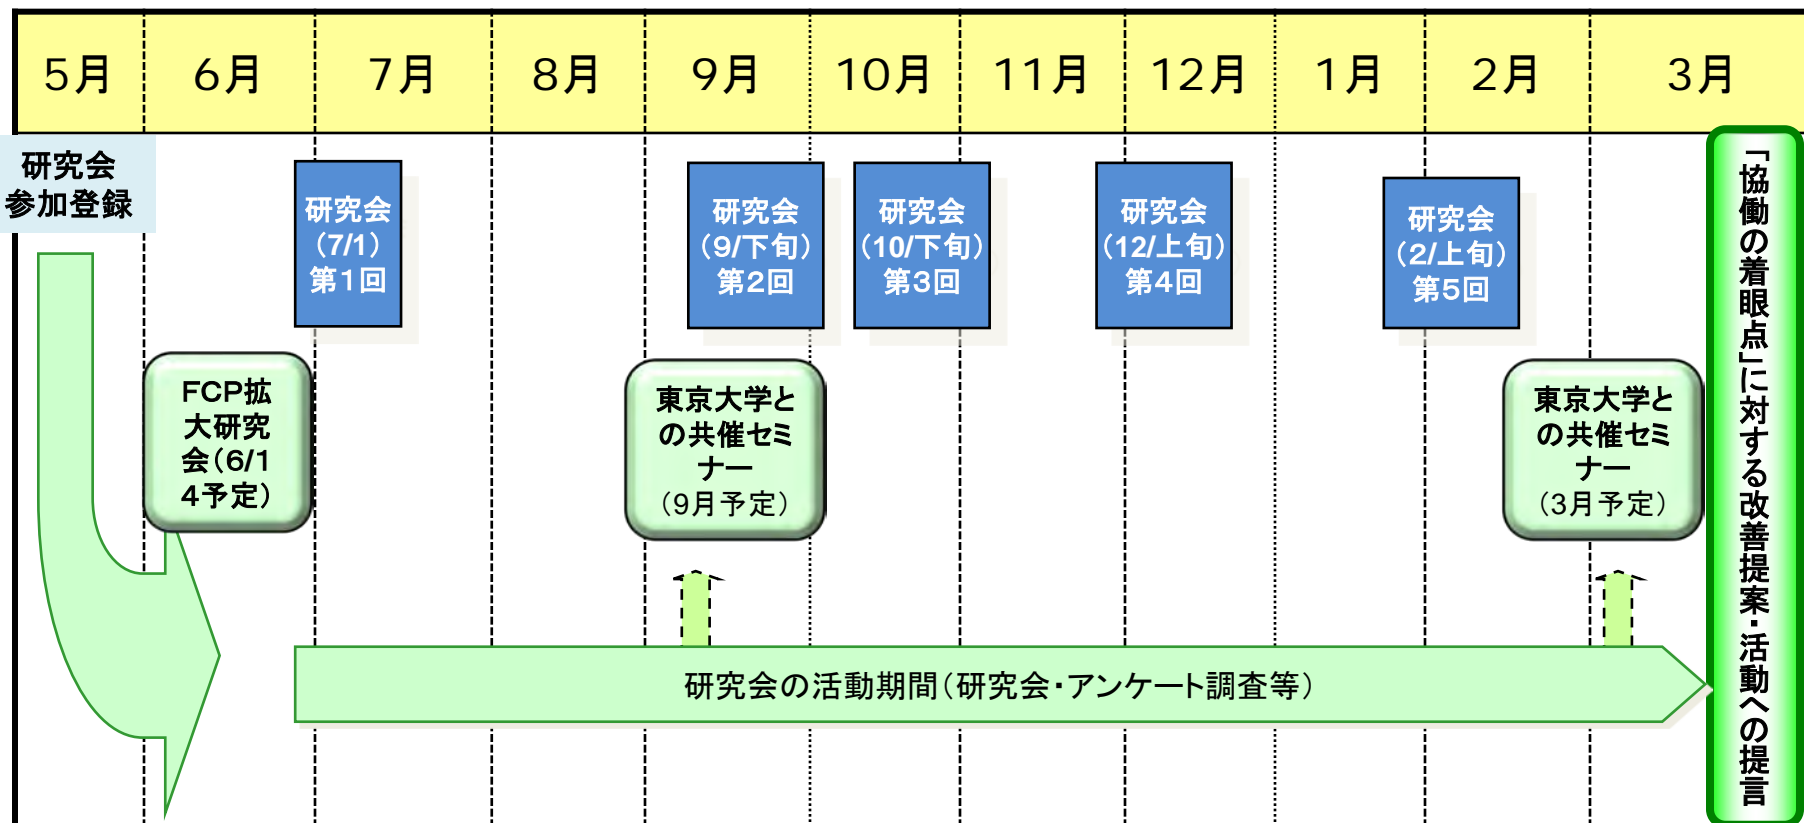 5月 6月 7月 8月 9月 10月 11月 12月 1月 2月 3月
研究会
参加登録
研究会
（7/1）
第1回
研究会
（9/下旬）
第2回
研究会
（10/下旬）
第3回
研究会
（12/上旬）
第4回
研究会
（2/上旬）
第5回
FCP拡
大研究
会（6/1
4予定）
東京大学と
の共催セミ
ナー
（9月予定）
東京大学と
の共催セミ
ナー
（3月予定）
研究会の活動期間（研究会・アンケート調査等）
「協働の着眼点」に対する改善提案・活動への提言